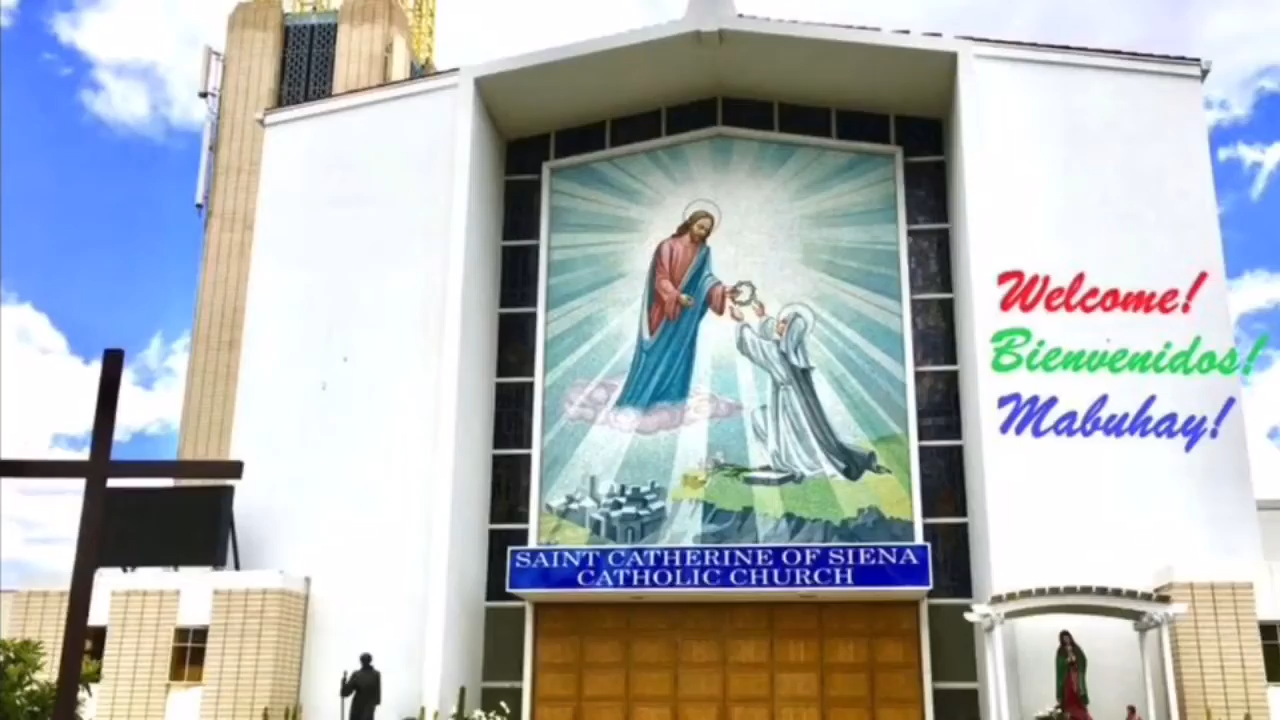 Welcome!
Bienvenidos!
Mabuhay!
SAINT CATHERINE OF SIENA
CATHOLIC CHURCH